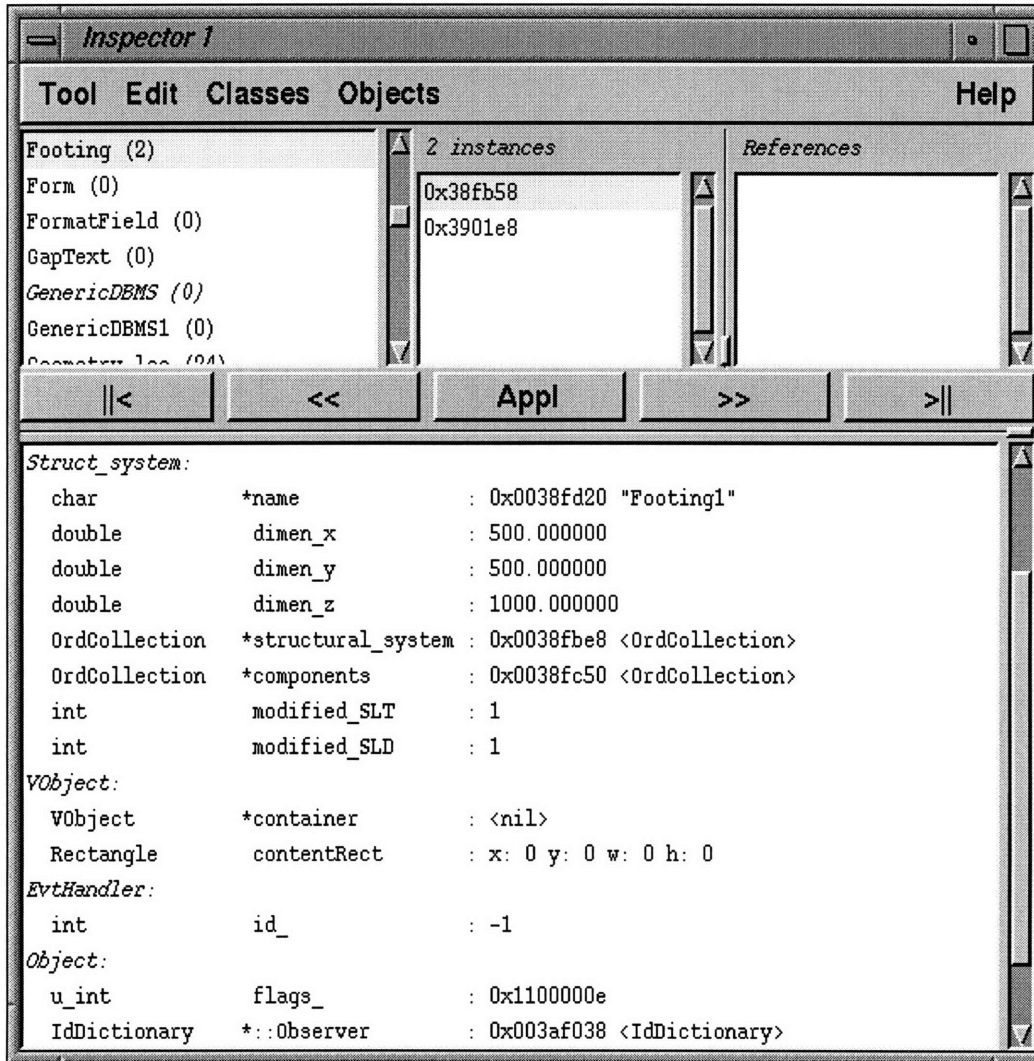 Inspector 1
Tool Edit Classes Objects Help
Footing (2)
Form (0)
FormatField (0)
GapText (0)
GenericDBMS (0)
GenericDBMS1 (0)
2 instances
0x38fb58
0x3901e8
References
||< << Appl >> >||
Struct_system:
char *name : 0x0038fd20 "Footing1"
double dimen_x : 500.000000
double dimen_y : 500.000000
double dimen_z : 1000.000000
OrdCollection *structural_system : 0x0038fbe8 <OrdCollection>
OrdCollection *components : 0x0038fc50 <OrdCollection>
int modified_SLT : 1
int modified_SLD : 1
VObject:
VObject *container : <nil>
Rectangle contentRect : x: 0 y: 0 w: 0 h: 0
EvtHandler:
int id_ : -1
Object:
u_int flags_ : 0x1100000e
IdDictionary *::Observer : 0x003af038 <IdDictionary>